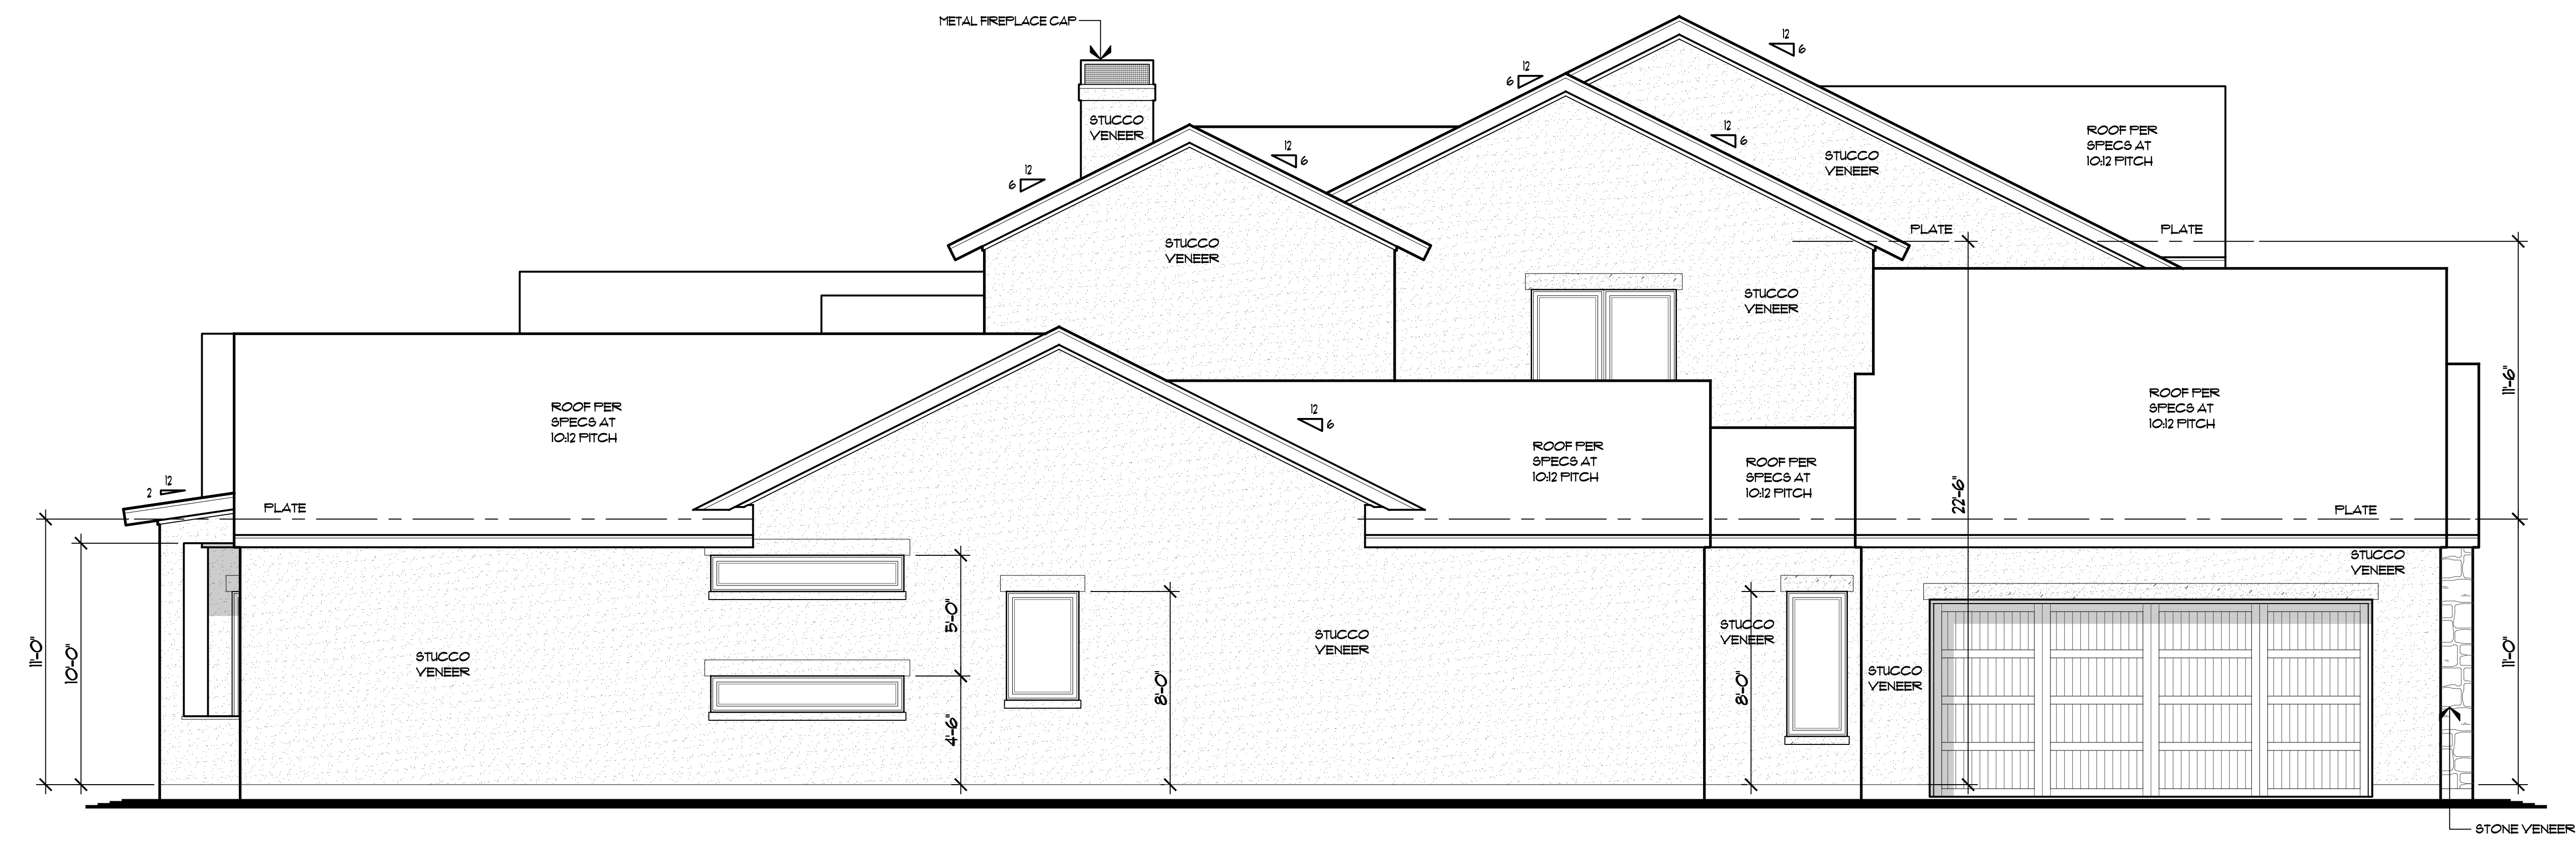 METAL FIREPLACE CAP
12
6
12
6
STUCCO
VENEER
12
6
12
6
12
6
STUCCO
VENEER
ROOF PER
SPECS AT
10:12 PITCH
STUCCO
VENEER
PLATE
PLATE
STUCCO
VENEER
11'-6"
ROOF PER
SPECS AT
10:12 PITCH
12
6
ROOF PER
SPECS AT
10:12 PITCH
ROOF PER
SPECS AT
10:12 PITCH
ROOF PER
SPECS AT
10:12 PITCH
12
2
22'-6"
PLATE
PLATE
STUCCO
VENEER
11'-0"
10'-0"
STUCCO
VENEER
5'-0"
4'-6"
8'-0"
STUCCO
VENEER
STUCCO
VENEER
8'-0"
STUCCO
VENEER
11'-0"
STONE VENEER